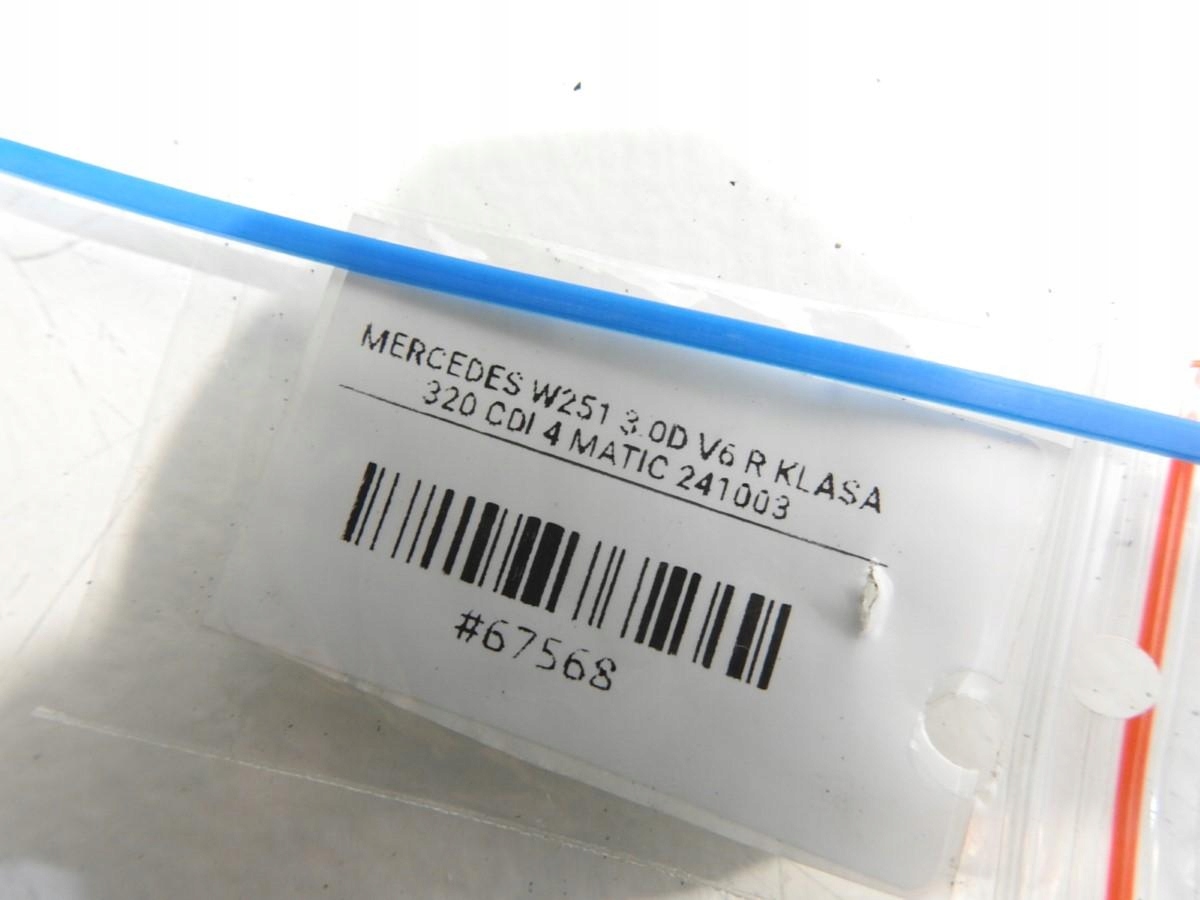 MERCEDES W251 3.0D V6 R KLASA
320 CDI 4 MATIC 241003
#67568